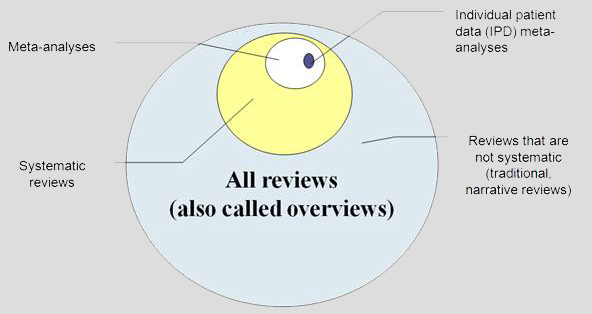 Meta-analyses
Individual patient
data (IPD) meta-
analyses
Systematic
reviews
Reviews that are
not systematic
(traditional,
narrative reviews)
All reviews
(also called overviews)